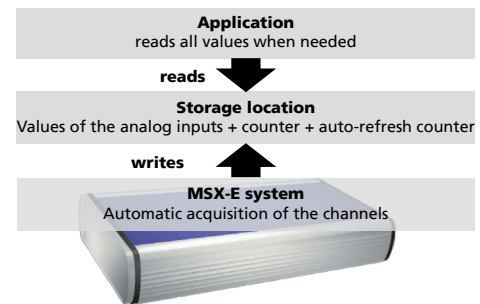 Application
reads all values when needed
reads
Storage location
Values of the analog inputs + counter + auto-refresh counter
writes
MSX-E system
Automatic acquisition of the channels